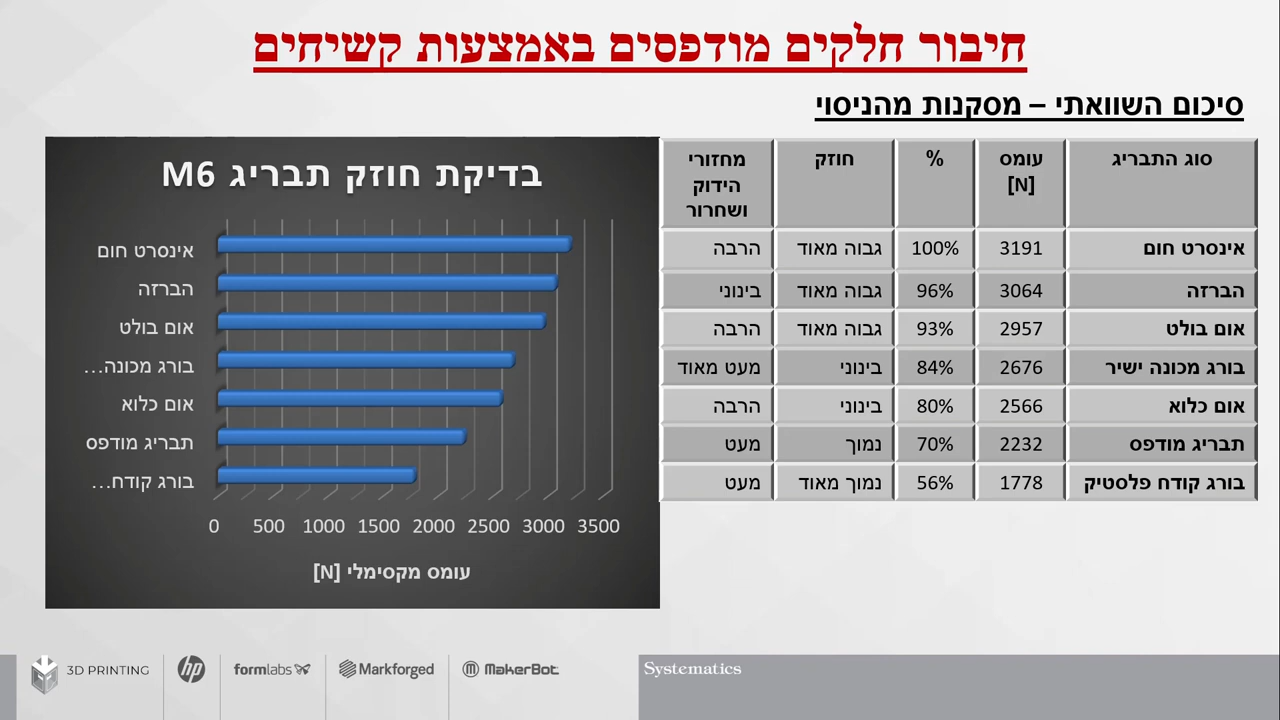 חיבור חלקים מודפסים באמצעות קשיחים
סיכום השוואתי – מסקנות מהניסוי
סוג התבריג עומס [N] % חוזק מחזורי הידוק ושחרור
אינסרט חום 3191 100% גבוה מאוד הרבה
הברזה 3064 96% גבוה מאוד בינוני
אום בולט 2957 93% גבוה מאוד הרבה
בורג מכונה ישיר 2676 84% בינוני מעט מאוד
אום כלוא 2566 80% בינוני הרבה
תבריג מודפס 2232 70% נמוך מעט
בורג קודח פלסטיק 1778 56% נמוך מאוד מעט
בדיקת חוזק תבריג M6
אינסרט חום
הברזה
אום בולט
בורג מכונה...
אום כלוא
תבריג מודפס
בורג קודח...
0 500 1000 1500 2000 2500 3000 3500
עומס מקסימלי [N]
3D PRINTING hp formlabs Markforged MakerBot Systematics